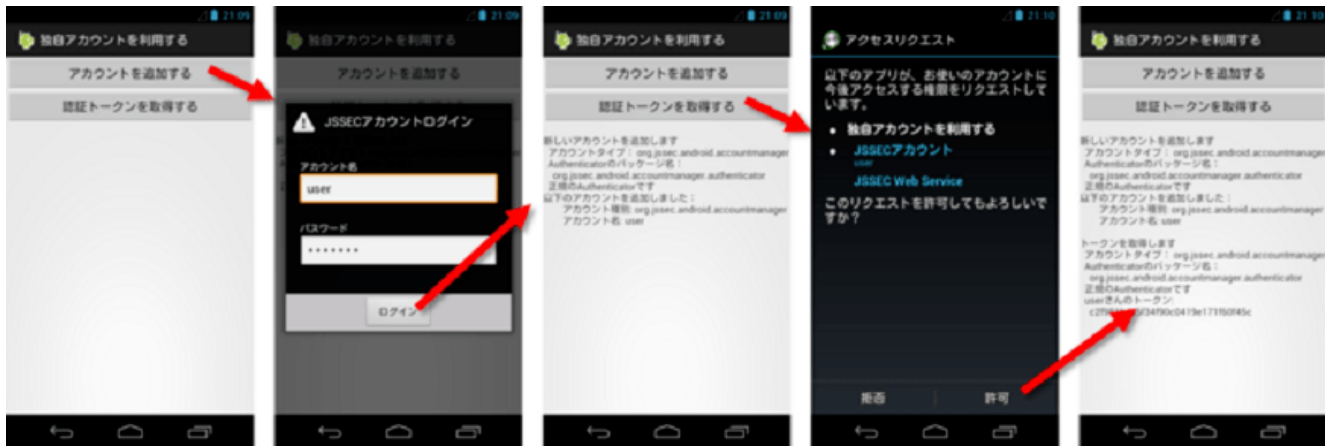 21:09
独自アカウントを利用する
アカウントを追加する
認証トークンを取得する
21:09
独自アカウントを利用する
アカウントを追加する
JSSECアカウントログイン
アカウント名
user
パスワード
•••••••
ログイン
21:09
独自アカウントを利用する
アカウントを追加する
認証トークンを取得する
新しいアカウントを追加します
アカウントタイプ： org.jssec.android.accountmanager
Authenticatorのパッケージ名：
org.jssec.android.accountmanager.authenticator
正規のAuthenticatorです
以下のアカウントを追加しました：
アカウント種別: org.jssec.android.accountmanager
アカウント名: user
21:10
アクセスリクエスト
以下のアプリが、お使いのアカウントに
今後アクセスする権限をリクエストして
います。
• 独自アカウントを利用する
• JSSECアカウント
user
JSSEC Web Service
このリクエストを許可してもよろしいで
すか？
拒否 許可
21:10
独自アカウントを利用する
アカウントを追加する
認証トークンを取得する
新しいアカウントを追加します
アカウントタイプ： org.jssec.android.accountmanager
Authenticatorのパッケージ名：
org.jssec.android.accountmanager.authenticator
正規のAuthenticatorです
以下のアカウントを追加しました：
アカウント種別: org.jssec.android.accountmanager
アカウント名: user
トークンを取得します
アカウントタイプ： org.jssec.android.accountmanager
Authenticatorのパッケージ名：
org.jssec.android.accountmanager.authenticator
正規のAuthenticatorです
userさんのトークン: